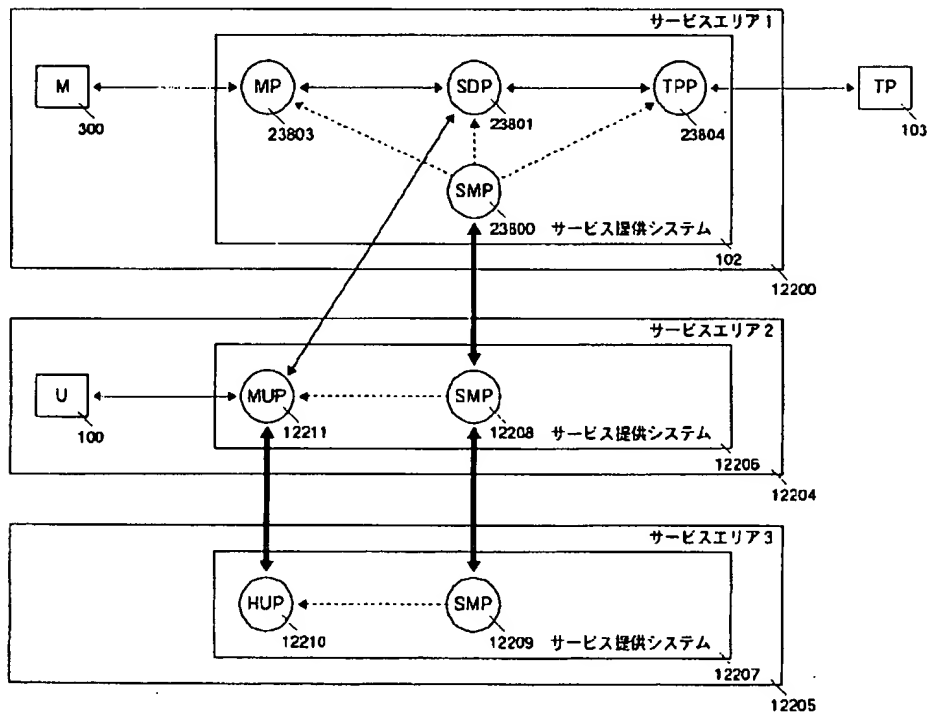 サービスエリア1
M
300
MP
23803
SDP
23801
TPP
23804
TP
103
SMP
23800
サービス提供システム
102
12200
サービスエリア2
U
100
MUP
12211
SMP
12208
サービス提供システム
12206
12204
サービスエリア3
HUP
12210
SMP
12209
サービス提供システム
12207
12205